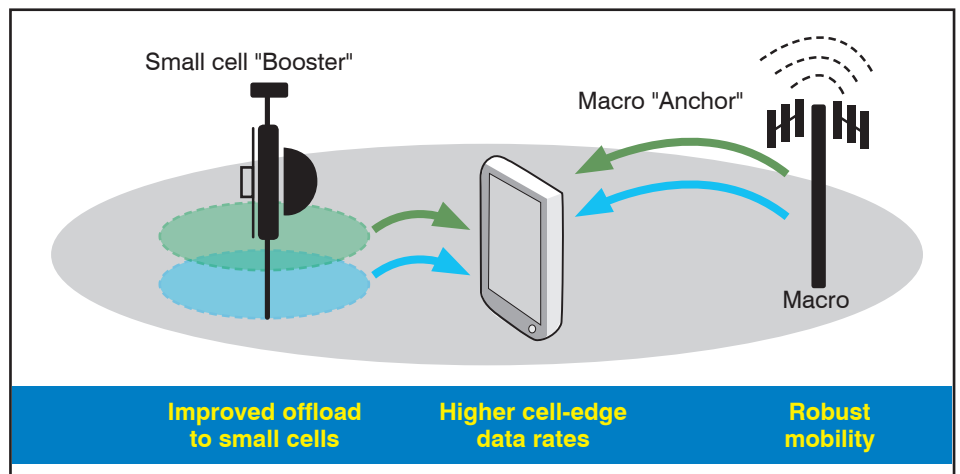 Small cell "Booster"
Macro "Anchor"
Macro
Improved offload
to small cells
Higher cell-edge
data rates
Robust
mobility